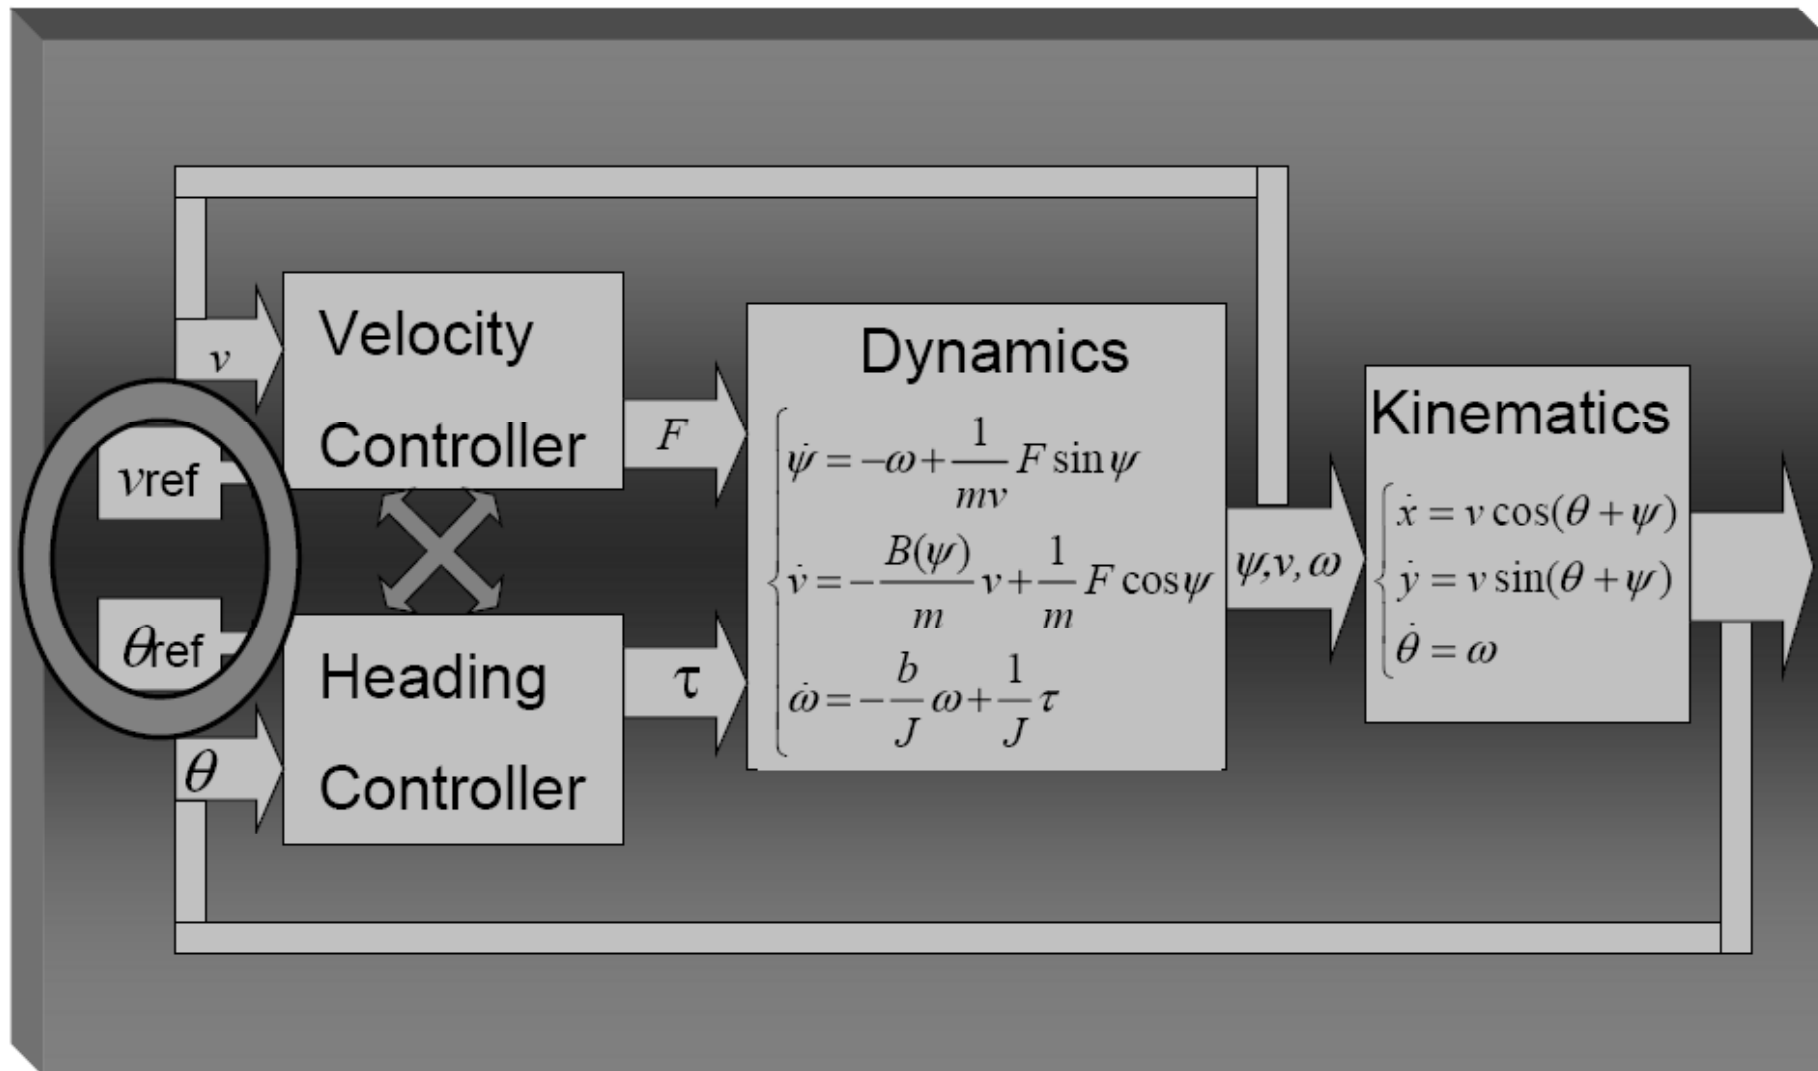 v
Velocity
Controller
vref
θref
θ
Heading
Controller
F
τ
Dynamics
ψ̇ = −ω + 1/mv F sin ψ
v̇ = − B(ψ)/m v + 1/m F cos ψ
ω̇ = − b/J ω + 1/J τ
ψ, v, ω
Kinematics
ẋ = v cos(θ + ψ)
ẏ = v sin(θ + ψ)
θ̇ = ω